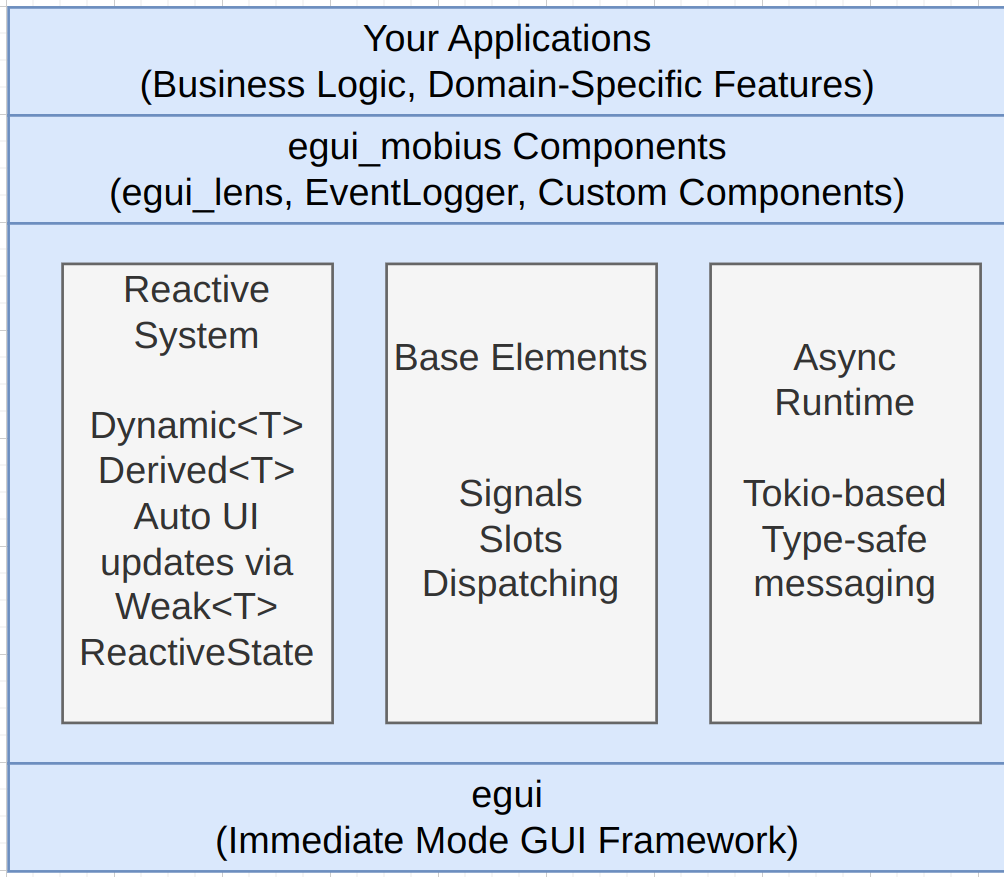 Your Applications
(Business Logic, Domain-Specific Features)
egui_mobius Components
(egui_lens, EventLogger, Custom Components)
Reactive
System
Dynamic<T>
Derived<T>
Auto UI
updates via
Weak<T>
ReactiveState
Base Elements
Signals
Slots
Dispatching
Async
Runtime
Tokio-based
Type-safe
messaging
egui
(Immediate Mode GUI Framework)